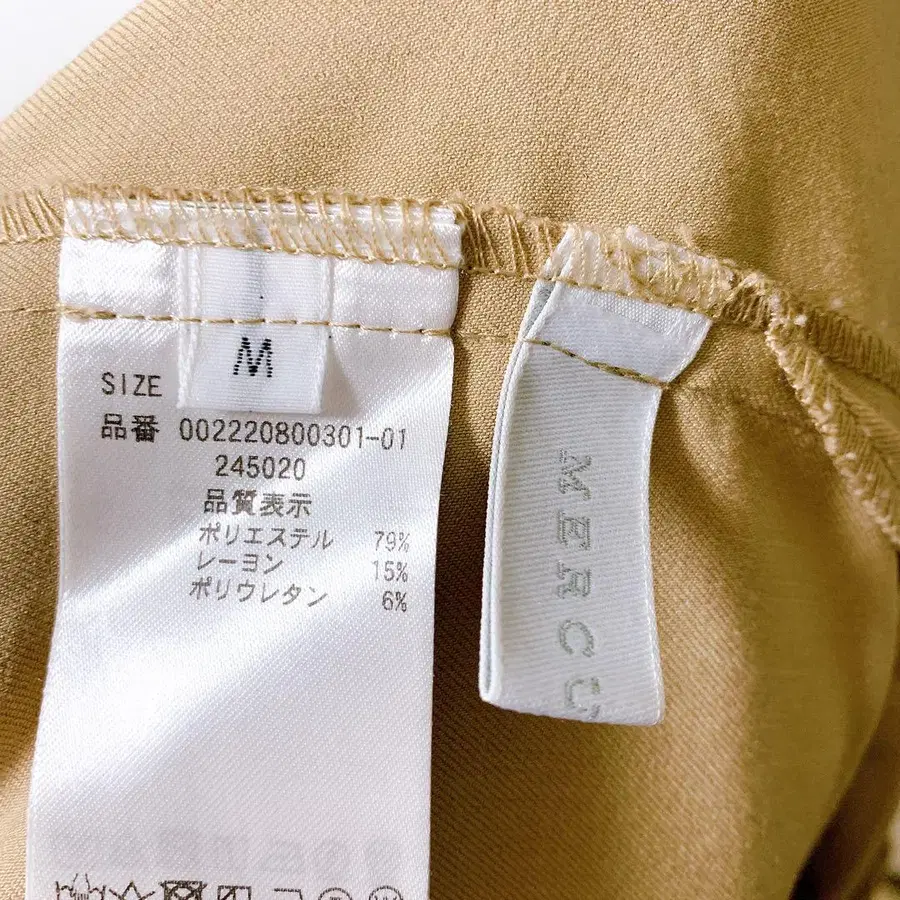 M
SIZE
品番 002220800301-01
245020
品質表示
ポリエステル 79%
レーヨン 15%
ポリウレタン 6%
MERCU